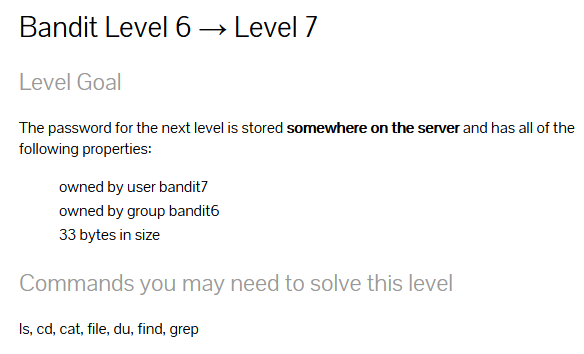 Bandit Level 6 → Level 7
Level Goal
The password for the next level is stored somewhere on the server and has all of the
following properties:
owned by user bandit7
owned by group bandit6
33 bytes in size
Commands you may need to solve this level
ls, cd, cat, file, du, find, grep